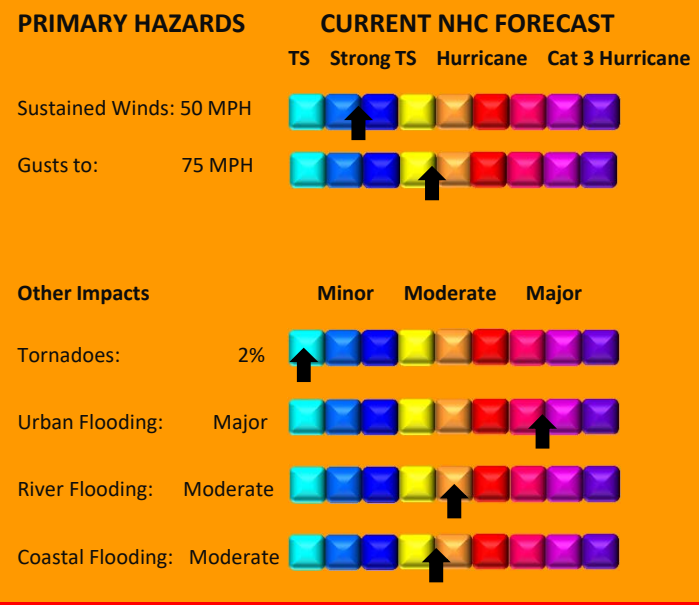 PRIMARY HAZARDS CURRENT NHC FORECAST
TS Strong TS Hurricane Cat 3 Hurricane
Sustained Winds: 50 MPH
Gusts to: 75 MPH
Other Impacts Minor Moderate Major
Tornadoes: 2%
Urban Flooding: Major
River Flooding: Moderate
Coastal Flooding: Moderate